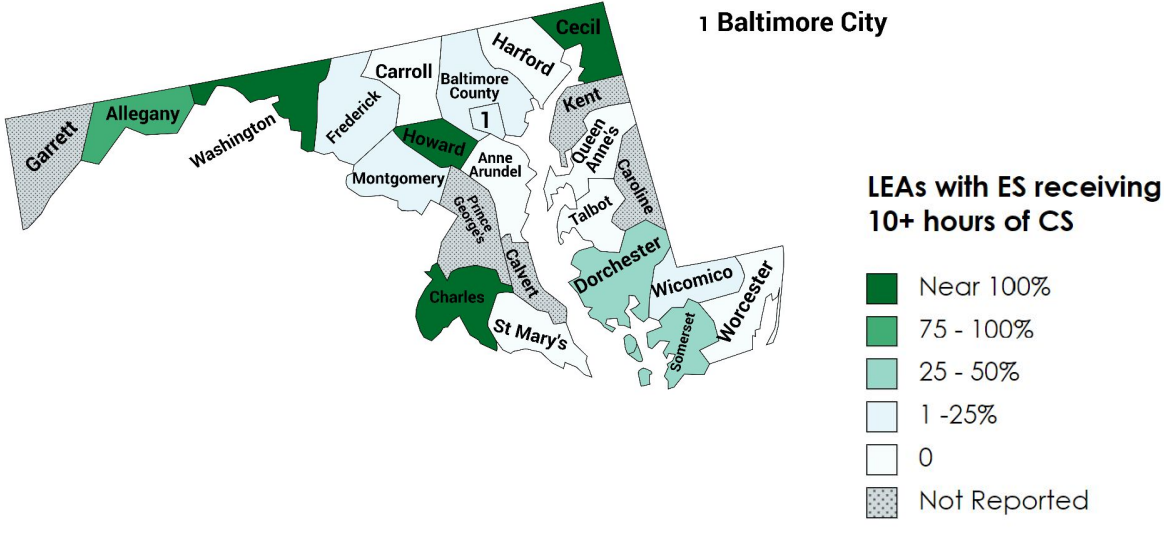 1 Baltimore City
Cecil
Harford
Carroll
Baltimore
County
1
Kent
Allegany
Frederick
Washington
Garrett
Howard
Queen
Anne's
Anne
Arundel
Montgomery
Caroline
Prince
George's
Talbot
Calvert
Dorchester
Wicomico
Worcester
Charles
St Mary's
Somerset
LEAs with ES receiving
10+ hours of CS
Near 100%
75 - 100%
25 - 50%
1 -25%
0
Not Reported